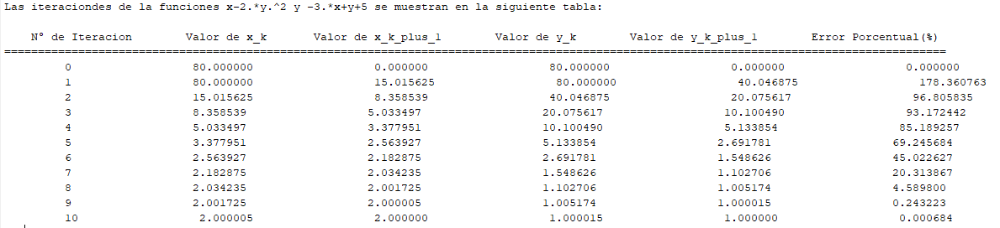 Las iteraciondes de la funciones x-2.*y.^2 y -3.*x+y+5 se muestran en la siguiente tabla:
N° de Iteracion Valor de x_k Valor de x_k_plus_1 Valor de y_k Valor de y_k_plus_1 Error Porcentual(%)
0 80.000000 0.000000 80.000000 0.000000 0.000000
1 80.000000 15.015625 80.000000 40.046875 178.360763
2 15.015625 8.358539 40.046875 20.075617 96.805835
3 8.358539 5.033497 20.075617 10.100490 93.172442
4 5.033497 3.377951 10.100490 5.133854 85.189257
5 3.377951 2.563927 5.133854 2.691781 69.245684
6 2.563927 2.182875 2.691781 1.548626 45.022627
7 2.182875 2.034235 1.548626 1.102706 20.313867
8 2.034235 2.001725 1.102706 1.005174 4.589800
9 2.001725 2.000005 1.005174 1.000015 0.243223
10 2.000005 2.000000 1.000015 1.000000 0.000684